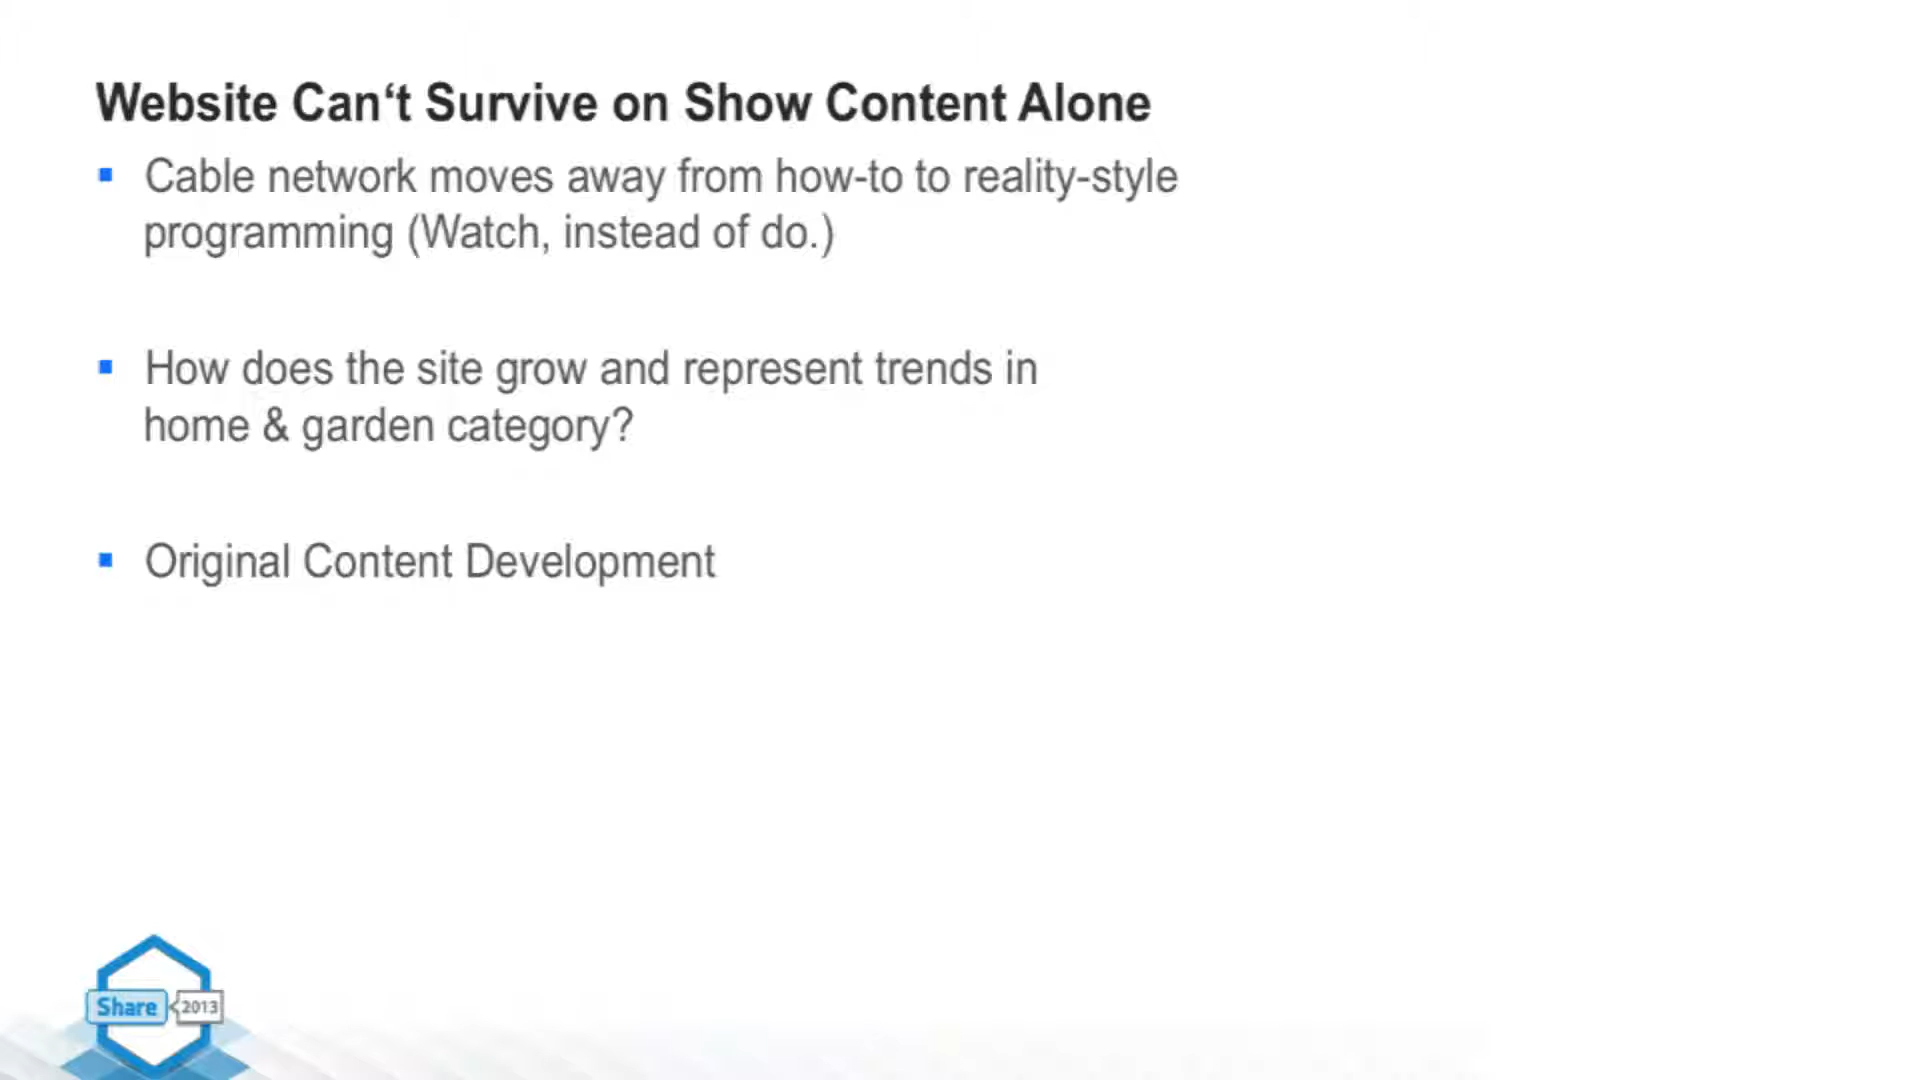 Website Can‘t Survive on Show Content Alone
▪ Cable network moves away from how-to to reality-style
programming (Watch, instead of do.)
▪ How does the site grow and represent trends in
home & garden category?
▪ Original Content Development
Share 2013